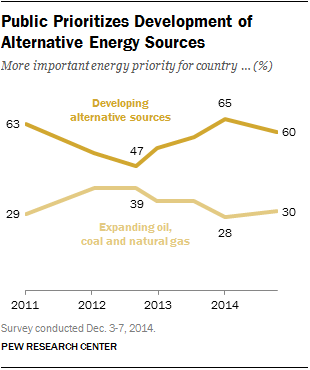 Public Prioritizes Development of
Alternative Energy Sources
More important energy priority for country ... (%)
Developing
alternative sources
63
47
65
60
29
39
28
30
Expanding oil,
coal and natural gas
2011
2012
2013
2014
Survey conducted Dec. 3-7, 2014.
PEW RESEARCH CENTER